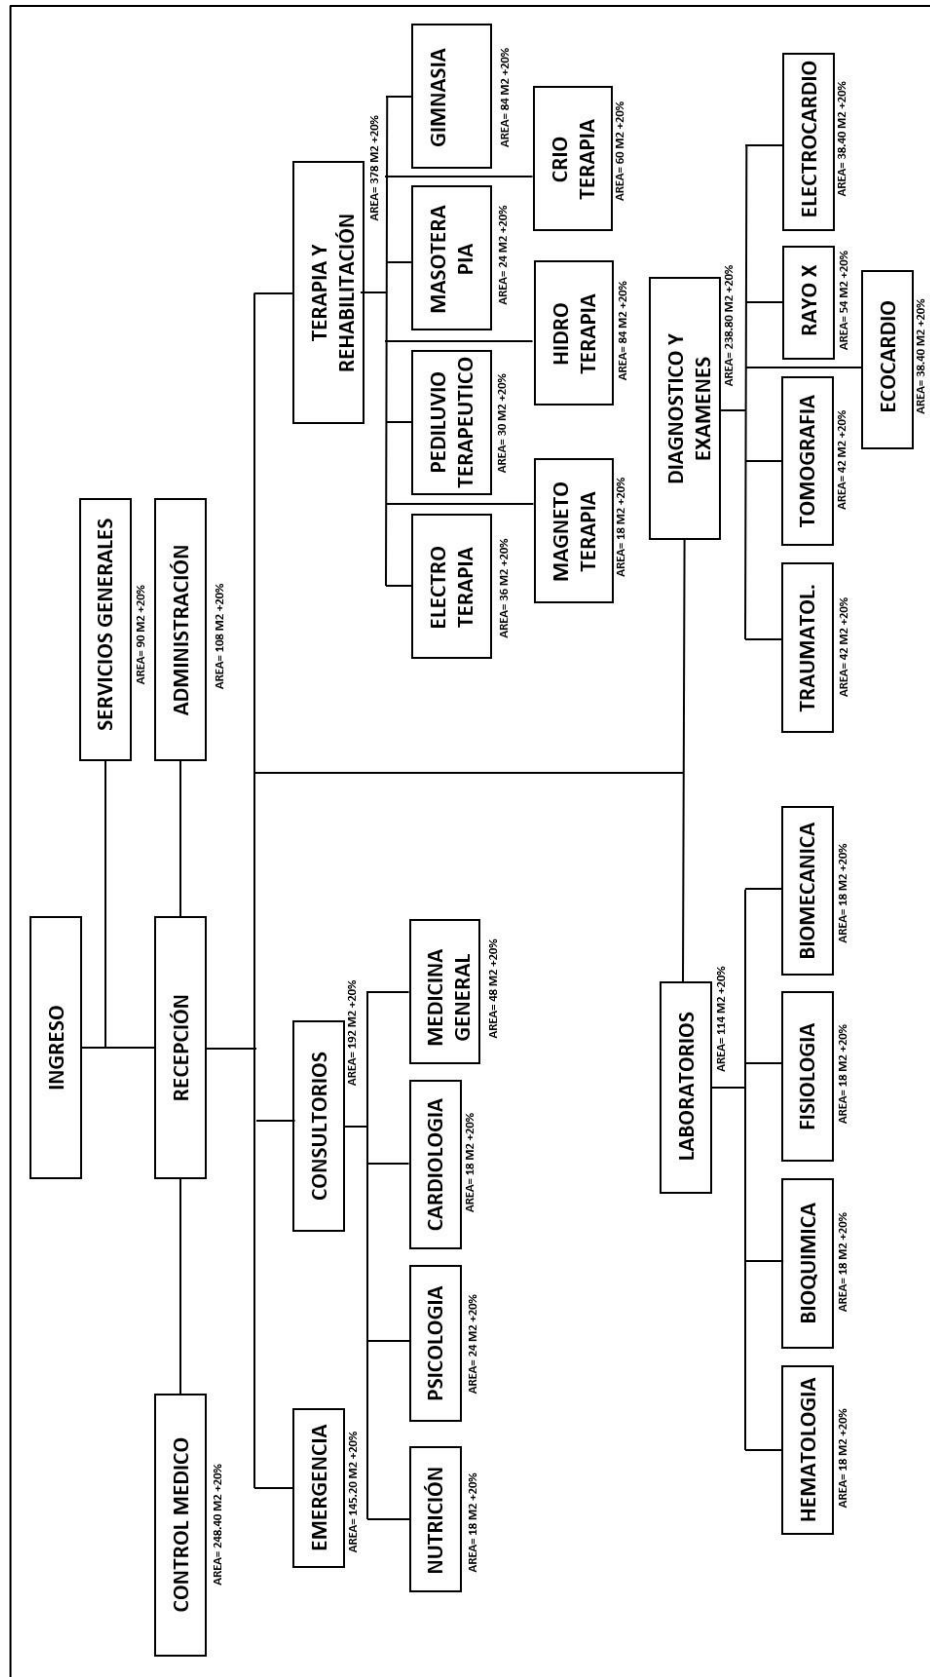 INGRESO
SERVICIOS GENERALES
AREA= 90 M2 +20%
CONTROL MEDICO
AREA= 248.40 M2 +20%
RECEPCIÓN
ADMINISTRACIÓN
AREA= 108 M2 +20%
EMERGENCIA
AREA= 145.20 M2 +20%
CONSULTORIOS
AREA= 192 M2 +20%
TERAPIA Y
REHABILITACIÓN
AREA= 378 M2 +20%
NUTRICIÓN
AREA= 18 M2 +20%
PSICOLOGIA
AREA= 24 M2 +20%
CARDIOLOGIA
AREA= 18 M2 +20%
MEDICINA
GENERAL
AREA= 48 M2 +20%
ELECTRO
TERAPIA
AREA= 36 M2 +20%
PEDILUVIO
TERAPEUTICO
AREA= 30 M2 +20%
MASOTERA
PIA
AREA= 24 M2 +20%
GIMNASIA
AREA= 84 M2 +20%
MAGNETO
TERAPIA
AREA= 18 M2 +20%
HIDRO
TERAPIA
AREA= 84 M2 +20%
CRIO
TERAPIA
AREA= 60 M2 +20%
LABORATORIOS
AREA= 114 M2 +20%
DIAGNOSTICO Y
EXAMENES
AREA= 238.80 M2 +20%
HEMATOLOGIA
AREA= 18 M2 +20%
BIOQUIMICA
AREA= 18 M2 +20%
FISIOLOGIA
AREA= 18 M2 +20%
BIOMECANICA
AREA= 18 M2 +20%
TRAUMATOL.
AREA= 42 M2 +20%
TOMOGRAFIA
AREA= 42 M2 +20%
RAYO X
AREA= 54 M2 +20%
ELECTROCARDIO
AREA= 38.40 M2 +20%
ECOCARDIO
AREA= 38.40 M2 +20%